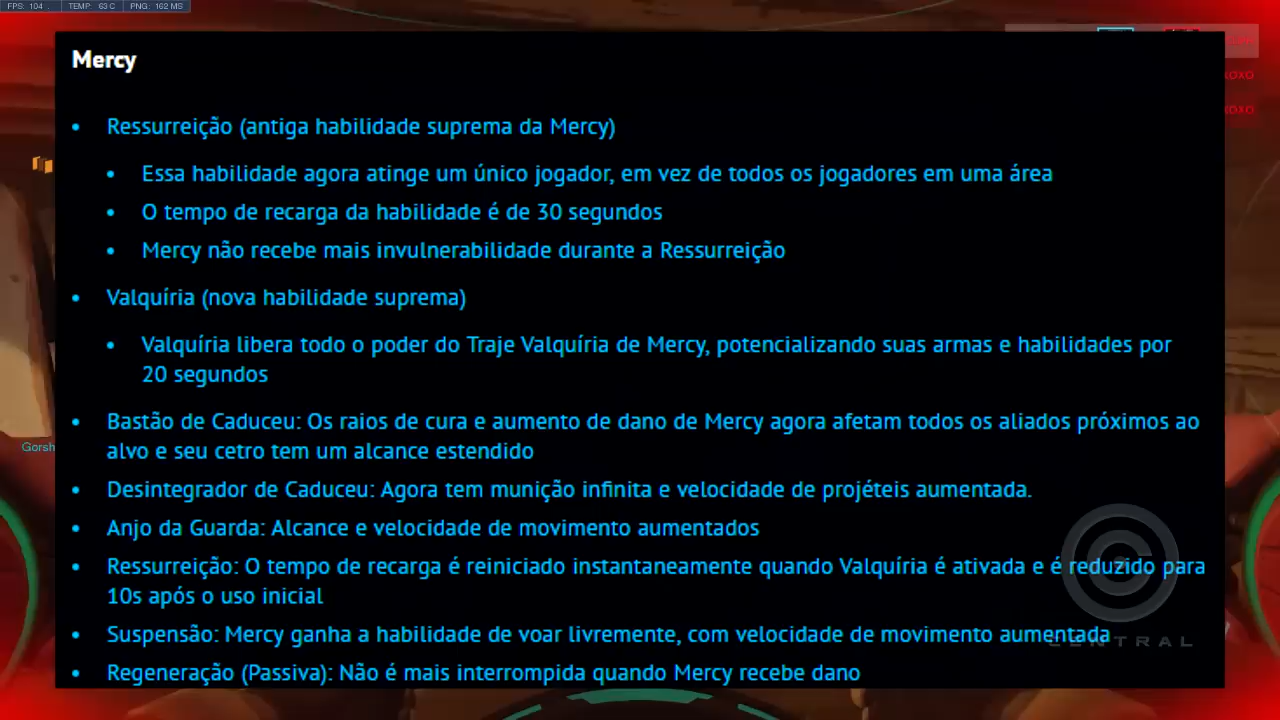 FPS: 104 . TEMP: 63 C PNG: 162 MS
Mercy
• Ressurreição (antiga habilidade suprema da Mercy)
• Essa habilidade agora atinge um único jogador, em vez de todos os jogadores em uma área
• O tempo de recarga da habilidade é de 30 segundos
• Mercy não recebe mais invulnerabilidade durante a Ressurreição
• Valquíria (nova habilidade suprema)
• Valquíria libera todo o poder do Traje Valquíria de Mercy, potencializando suas armas e habilidades por
20 segundos
• Bastão de Caduceu: Os raios de cura e aumento de dano de Mercy agora afetam todos os aliados próximos ao
alvo e seu cetro tem um alcance estendido
Gorsh
• Desintegrador de Caduceu: Agora tem munição infinita e velocidade de projéteis aumentada.
• Anjo da Guarda: Alcance e velocidade de movimento aumentados
• Ressurreição: O tempo de recarga é reiniciado instantaneamente quando Valquíria é ativada e é reduzido para
10s após o uso inicial
• Suspensão: Mercy ganha a habilidade de voar livremente, com velocidade de movimento aumentada
CENTRAL
• Regeneração (Passiva): Não é mais interrompida quando Mercy recebe dano